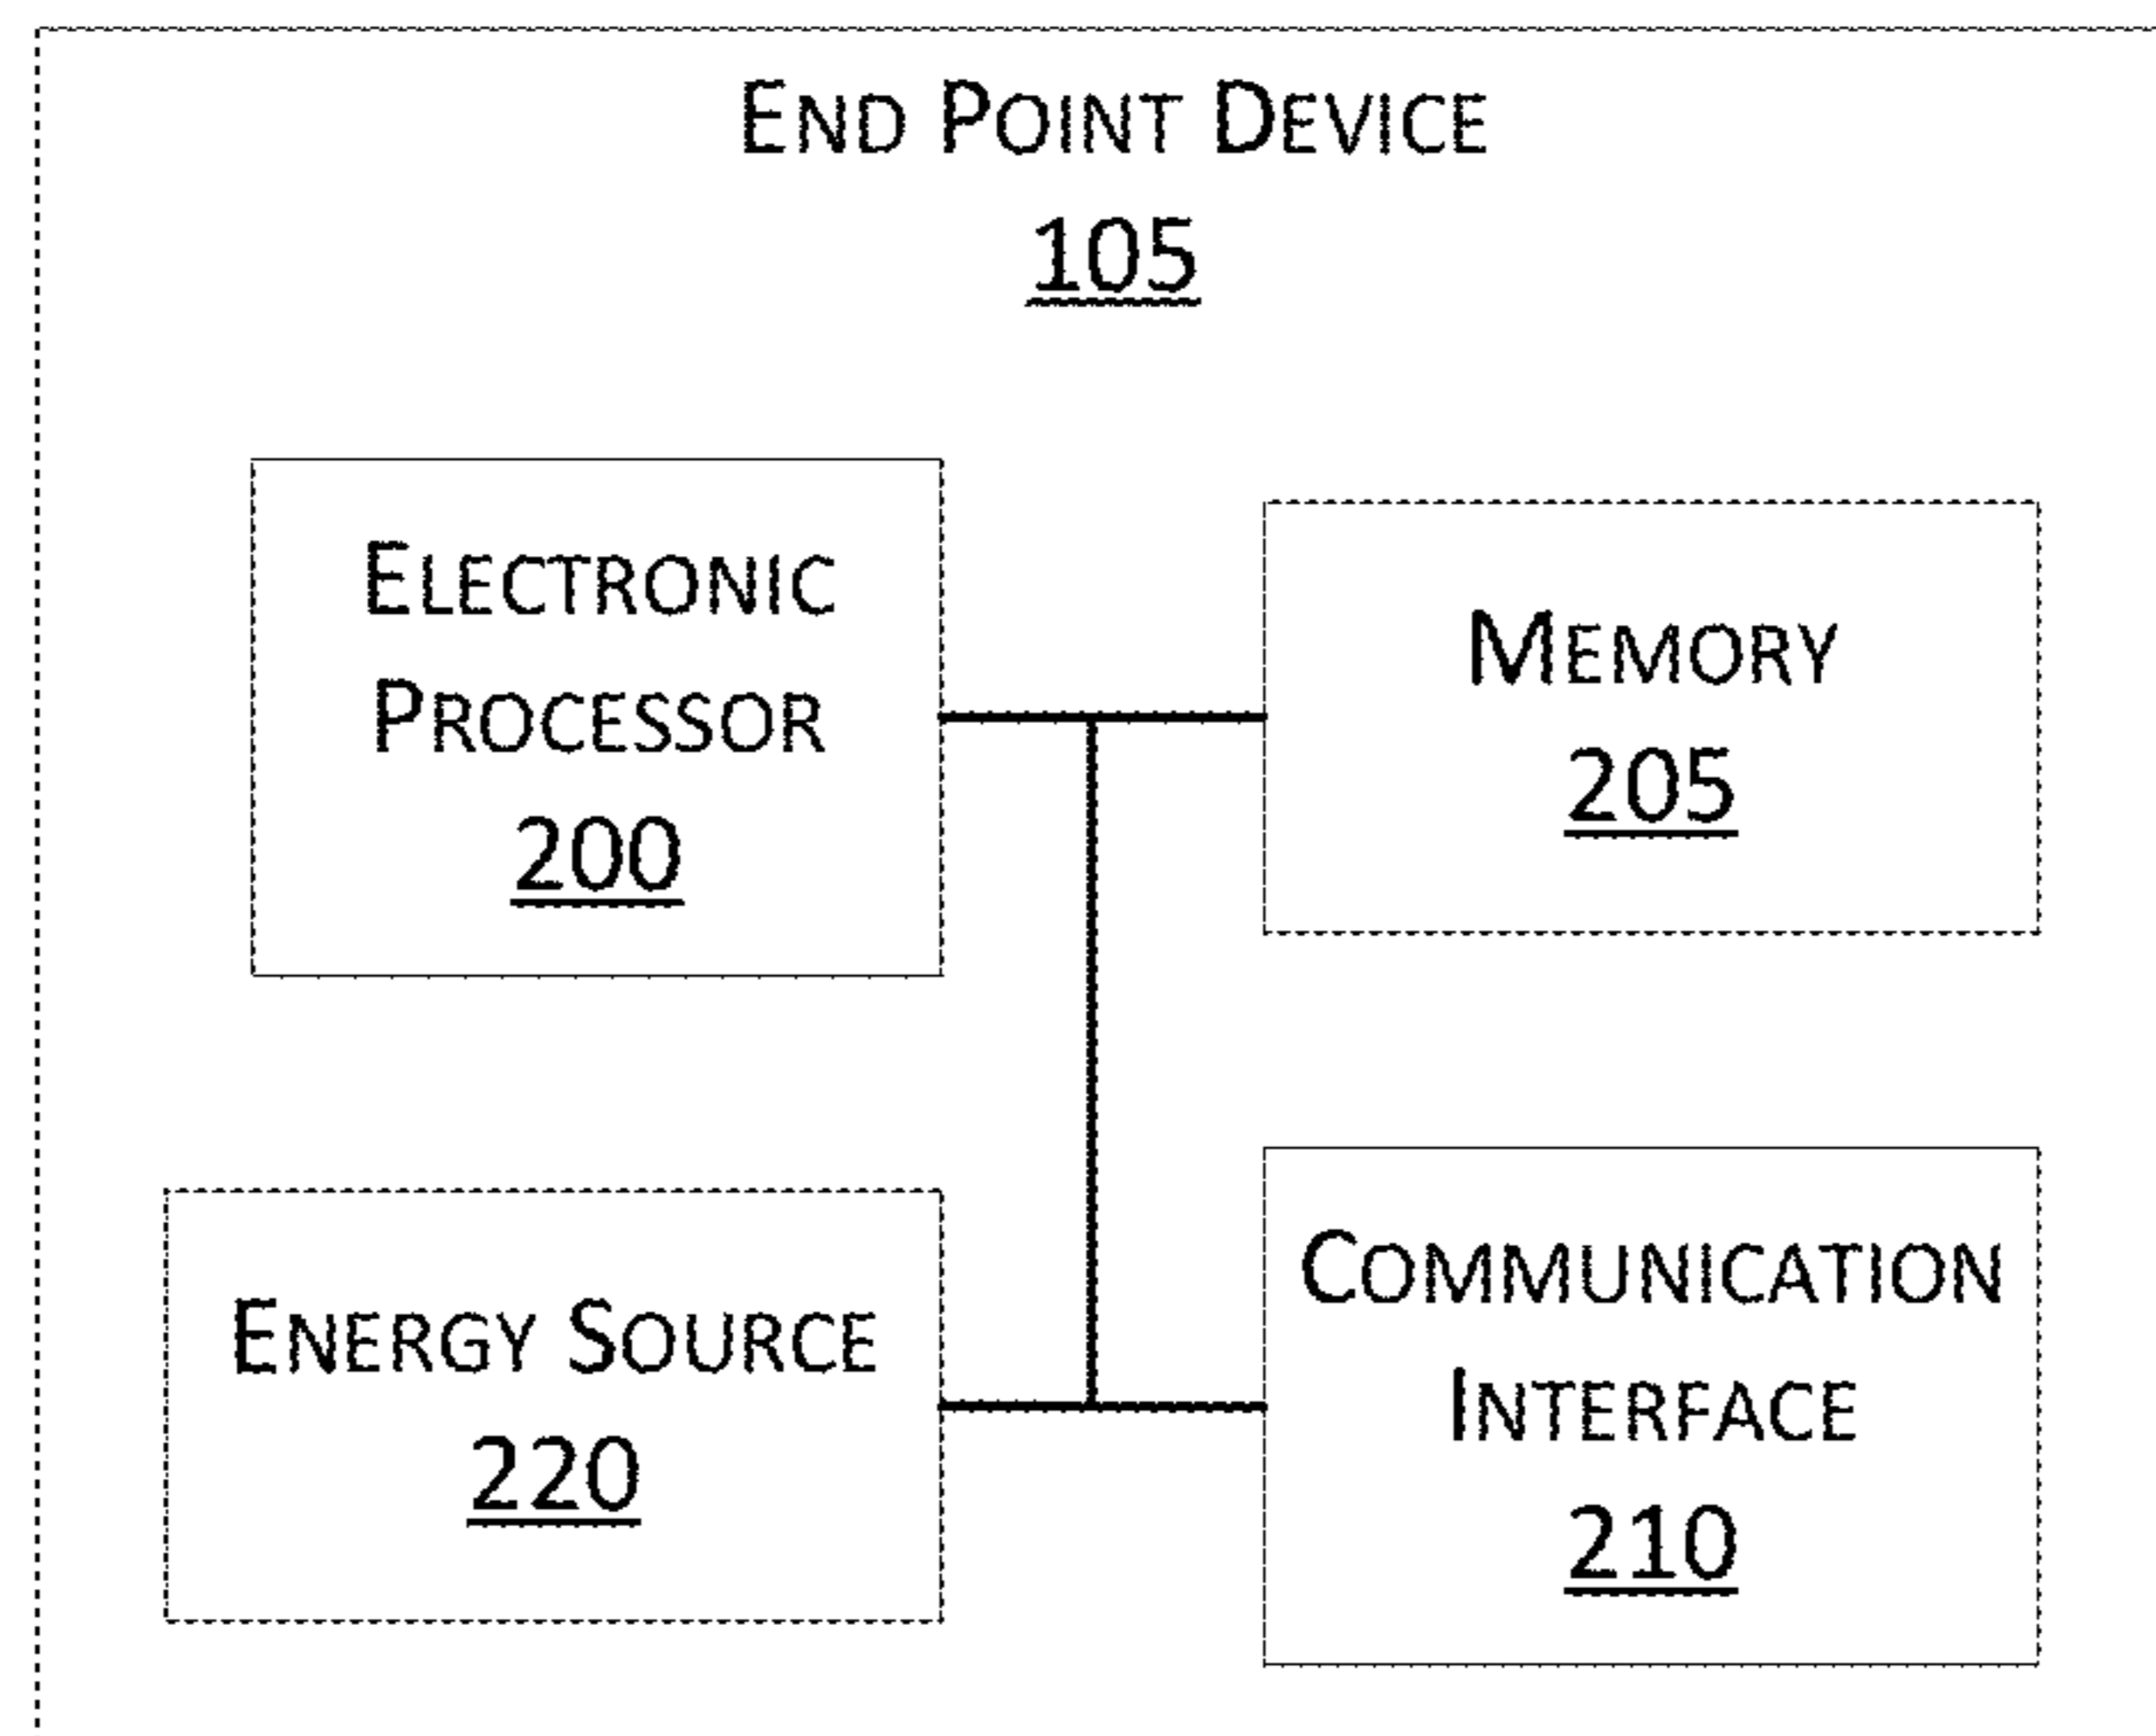 END POINT DEVICE
105
ELECTRONIC
PROCESSOR
200
MEMORY
205
ENERGY SOURCE
220
COMMUNICATION
INTERFACE
210